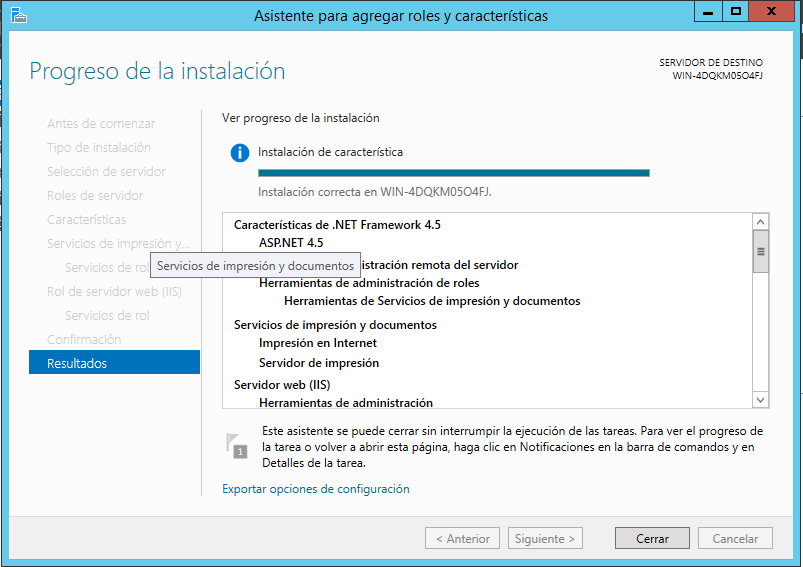 Asistente para agregar roles y características
Progreso de la instalación
SERVIDOR DE DESTINO
WIN-4DQKM05O4FJ
Antes de comenzar
Tipo de instalación
Selección de servidor
Roles de servidor
Características
Servicios de impresión y...
Servicios de rol
Servicios de impresión y documentos
Rol de servidor web (IIS)
Servicios de rol
Confirmación
Resultados
Ver progreso de la instalación
Instalación de característica
Instalación correcta en WIN-4DQKM05O4FJ.
Características de .NET Framework 4.5
ASP.NET 4.5
istración remota del servidor
Herramientas de administración de roles
Herramientas de Servicios de impresión y documentos
Servicios de impresión y documentos
Impresión en Internet
Servidor de impresión
Servidor web (IIS)
Herramientas de administración
1
Este asistente se puede cerrar sin interrumpir la ejecución de las tareas. Para ver el progreso de
la tarea o volver a abrir esta página, haga clic en Notificaciones en la barra de comandos y en
Detalles de la tarea.
Exportar opciones de configuración
< Anterior
Siguiente >
Cerrar
Cancelar